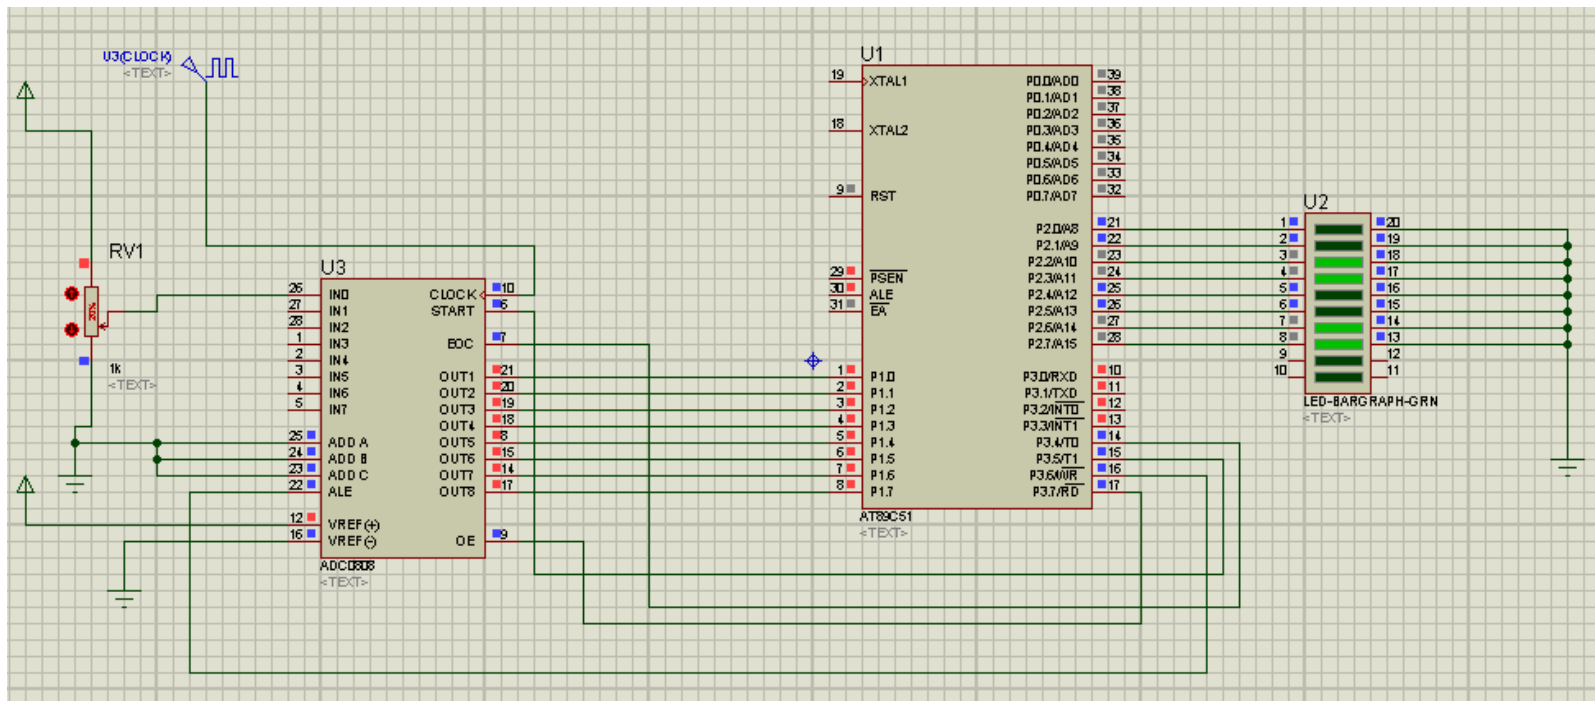 U3(CLOCK)
<TEXT>
RV1
20%
1k
<TEXT>
U3
26 IN0
27 IN1
28 IN2
1 IN3
2 IN4
3 IN5
4 IN6
5 IN7
25 ADD A
24 ADD B
23 ADD C
22 ALE
12 VREF(+)
16 VREF(-)
CLOCK 10
START 6
EOC 7
OUT1 21
OUT2 20
OUT3 19
OUT4 18
OUT5 8
OUT6 15
OUT7 14
OUT8 17
OE 9
ADC0808
<TEXT>
U1
19 XTAL1
18 XTAL2
9 RST
29 PSEN
30 ALE
31 EA
1 P1.0
2 P1.1
3 P1.2
4 P1.3
5 P1.4
6 P1.5
7 P1.6
8 P1.7
P0.0/AD0 39
P0.1/AD1 38
P0.2/AD2 37
P0.3/AD3 36
P0.4/AD4 35
P0.5/AD5 34
P0.6/AD6 33
P0.7/AD7 32
P2.0/A8 21
P2.1/A9 22
P2.2/A10 23
P2.3/A11 24
P2.4/A12 25
P2.5/A13 26
P2.6/A14 27
P2.7/A15 28
P3.0/RXD 10
P3.1/TXD 11
P3.2/INT0 12
P3.3/INT1 13
P3.4/T0 14
P3.5/T1 15
P3.6/WR 16
P3.7/RD 17
AT89C51
<TEXT>
U2
1 20
2 19
3 18
4 17
5 16
6 15
7 14
8 13
9 12
10 11
LED-BARGRAPH-GRN
<TEXT>